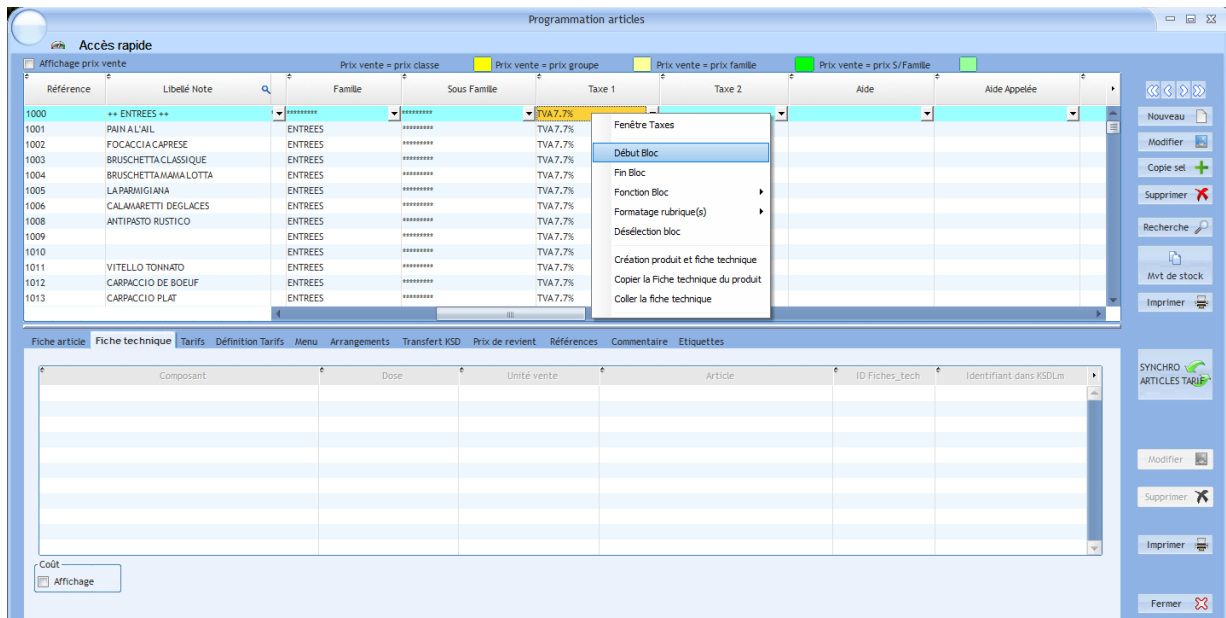 Programmation articles
Accès rapide
Affichage prix vente
Prix vente = prix classe
Prix vente = prix groupe
Prix vente = prix famille
Prix vente = prix S/Famille
Référence Libelé Note Famille Sous Famille Taxe 1 Taxe 2 Aide Aide Appelée
1000 ++ ENTREES ++ ********* ********* TVA7.7%
1001 PAIN A L'AIL ENTREES ********* TVA7.7%
1002 FOCACCIA CAPRESE ENTREES ********* TVA7.7%
1003 BRUSCHETTA CLASSIQUE ENTREES ********* TVA7.7%
1004 BRUSCHETTA MAMA LOTTA ENTREES ********* TVA7.7%
1005 LA PARMIGIANA ENTREES ********* TVA7.7%
1006 CALAMARETTI DEGLACES ENTREES ********* TVA7.7%
1008 ANTIPASTO RUSTICO ENTREES ********* TVA7.7%
1009 ENTREES ********* TVA7.7%
1010 ENTREES ********* TVA7.7%
1011 VITELLO TONNATO ENTREES ********* TVA7.7%
1012 CARPACCIO DE BOEUF ENTREES ********* TVA7.7%
1013 CARPACCIO PLAT ENTREES ********* TVA7.7%
Fenêtre Taxes
Début Bloc
Fin Bloc
Fonction Bloc
Formatage rubrique(s)
Désélection bloc
Création produit et fiche technique
Copier la Fiche technique du produit
Coller la fiche technique
Nouveau
Modifier
Copie sel
Supprimer
Recherche
Mvt de stock
Imprimer
Fiche article Fiche technique Tarifs Définition Tarifs Menu Arrangements Transfert KSD Prix de revient Références Commentaire Etiquettes
Composant Dose Unité vente Article ID Fiches_tech Identifiant dans KSDLm
SYNCHRO
ARTICLES TARIF
Modifier
Supprimer
Imprimer
Coût
Affichage
Fermer